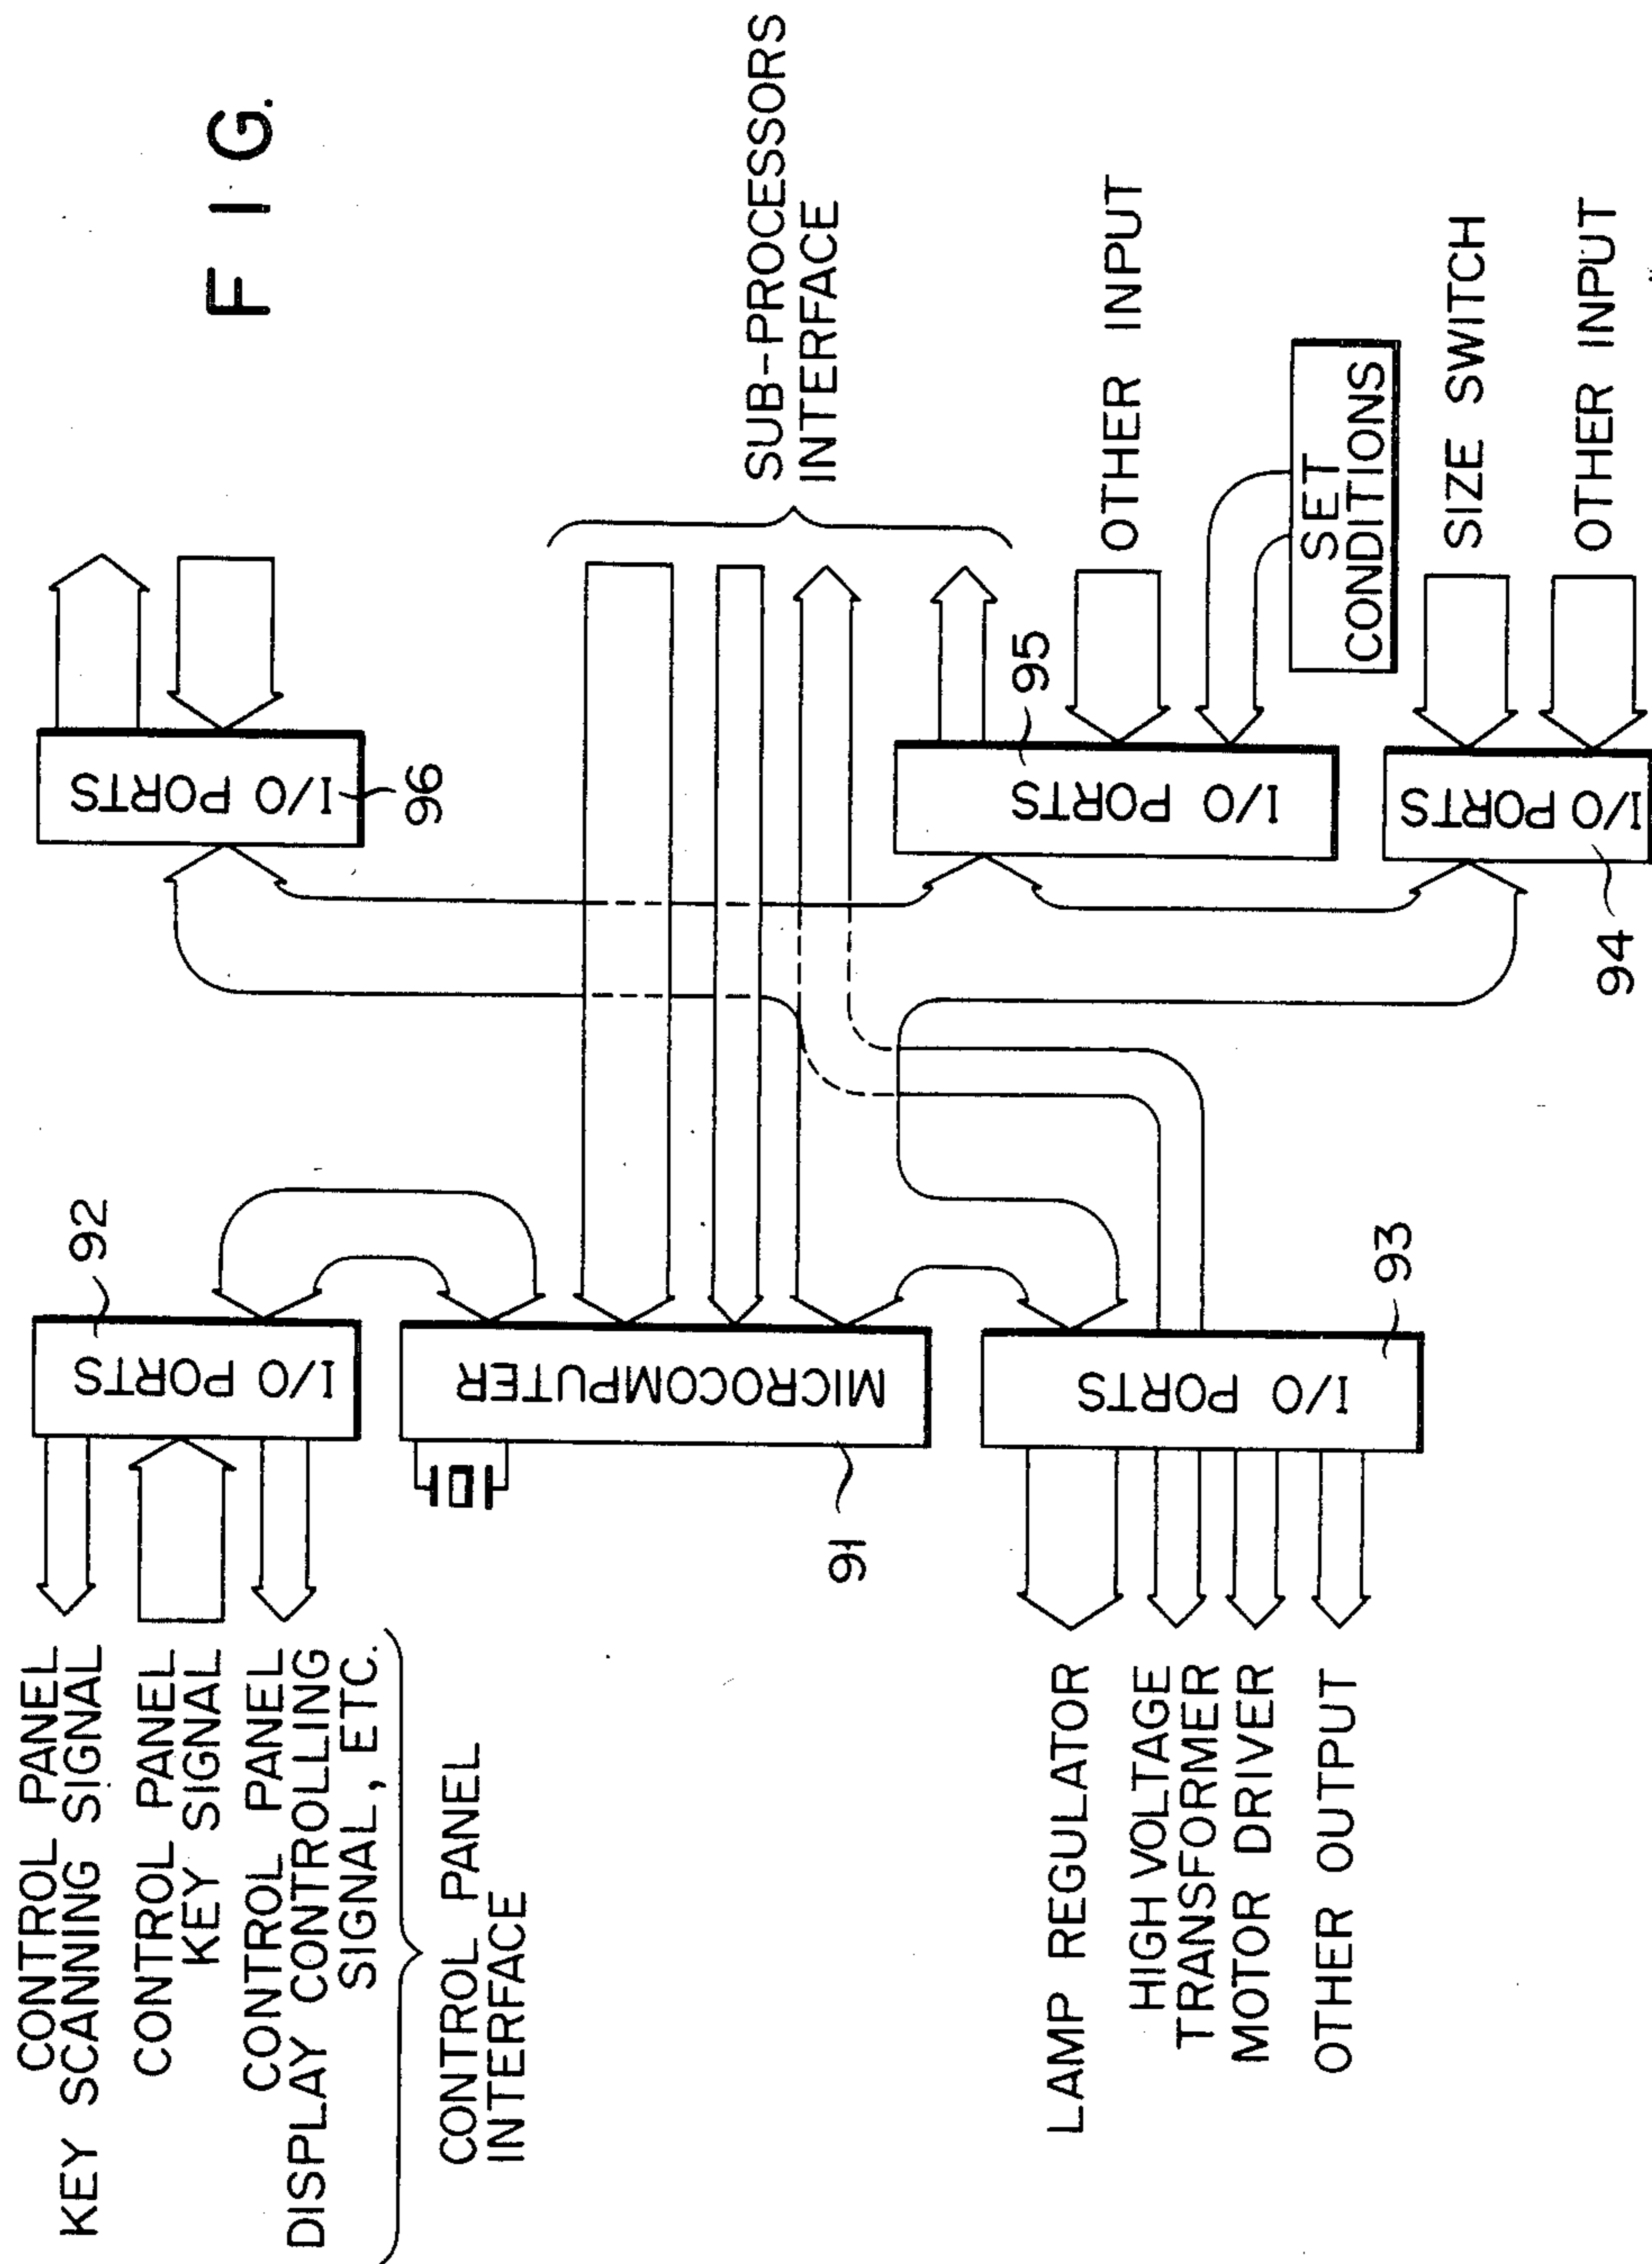 F I G.
CONTROL PANEL
KEY SCANNING SIGNAL
CONTROL PANEL
KEY SIGNAL
CONTROL PANEL
DISPLAY CONTROLLING
SIGNAL, ETC.
CONTROL PANEL
INTERFACE
LAMP REGULATOR
HIGH VOLTAGE
TRANSFORMER
MOTOR DRIVER
OTHER OUTPUT
I/O PORTS
92
MICROCOMPUTER
91
I/O PORTS
93
I/O PORTS
96
I/O PORTS
95
I/O PORTS
94
SUB-PROCESSORS
INTERFACE
OTHER INPUT
SET
CONDITIONS
SIZE SWITCH
OTHER INPUT